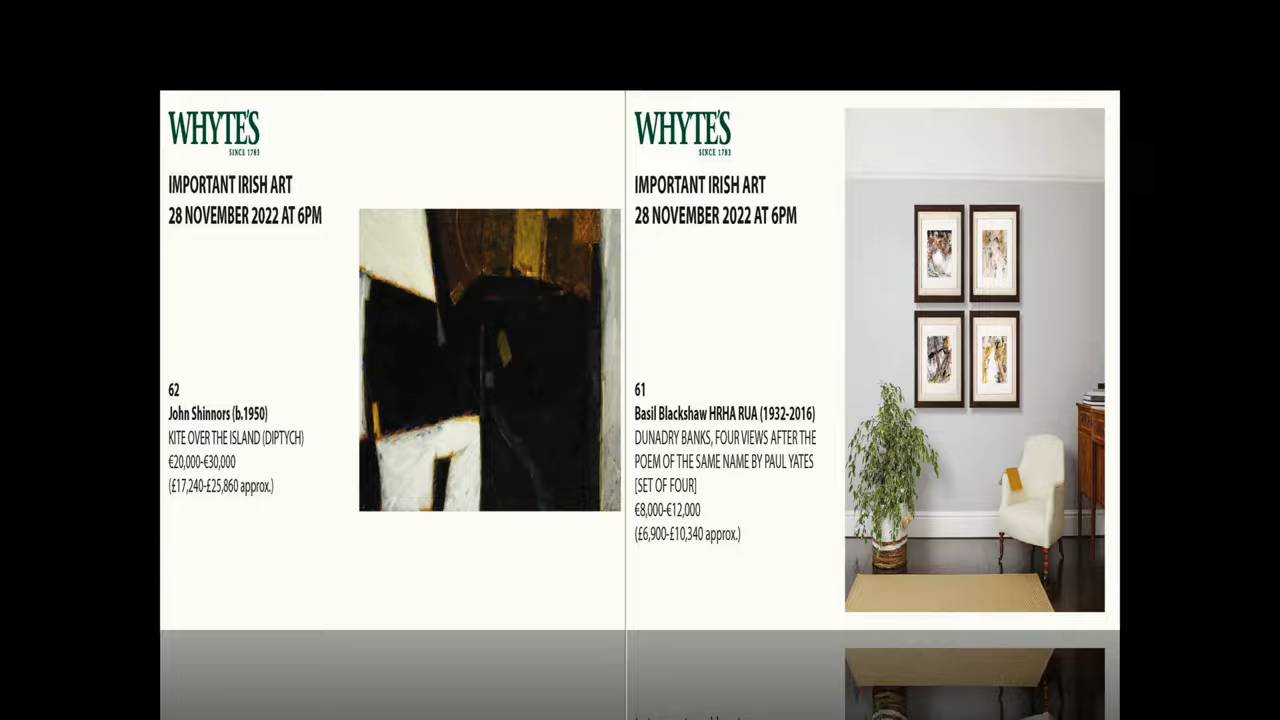 WHYTE'S
SINCE 1783
IMPORTANT IRISH ART
28 NOVEMBER 2022 AT 6PM
62
John Shinnors (b.1950)
KITE OVER THE ISLAND (DIPTYCH)
€20,000-€30,000
(£17,240-£25,860 approx.)
WHYTE'S
SINCE 1783
IMPORTANT IRISH ART
28 NOVEMBER 2022 AT 6PM
61
Basil Blackshaw HRHA RUA (1932-2016)
DUNADRY BANKS, FOUR VIEWS AFTER THE
POEM OF THE SAME NAME BY PAUL YATES
[SET OF FOUR]
€8,000-€12,000
(£6,900-£10,340 approx.)